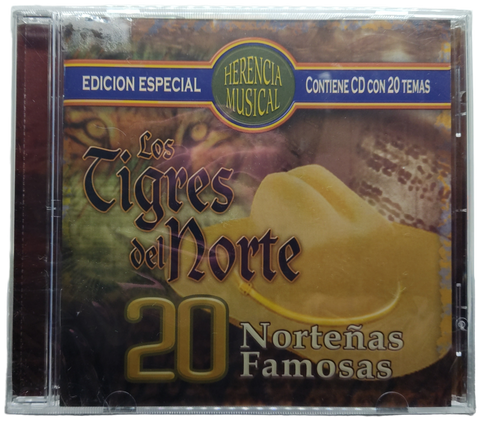 EDICION ESPECIAL
HERENCIA
MUSICAL
CONTIENE CD CON 20 TEMAS
Los
Tigres
del Norte
20 Norteñas
Famosas